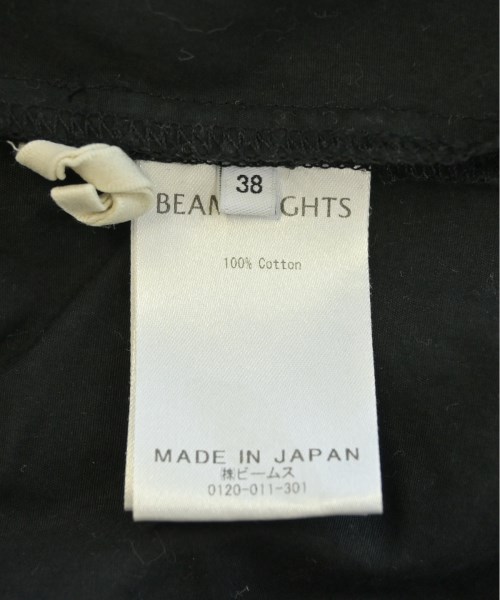 38
BEAM GHTS
100% Cotton
MADE IN JAPAN
㈱ビームス
0120-011-301